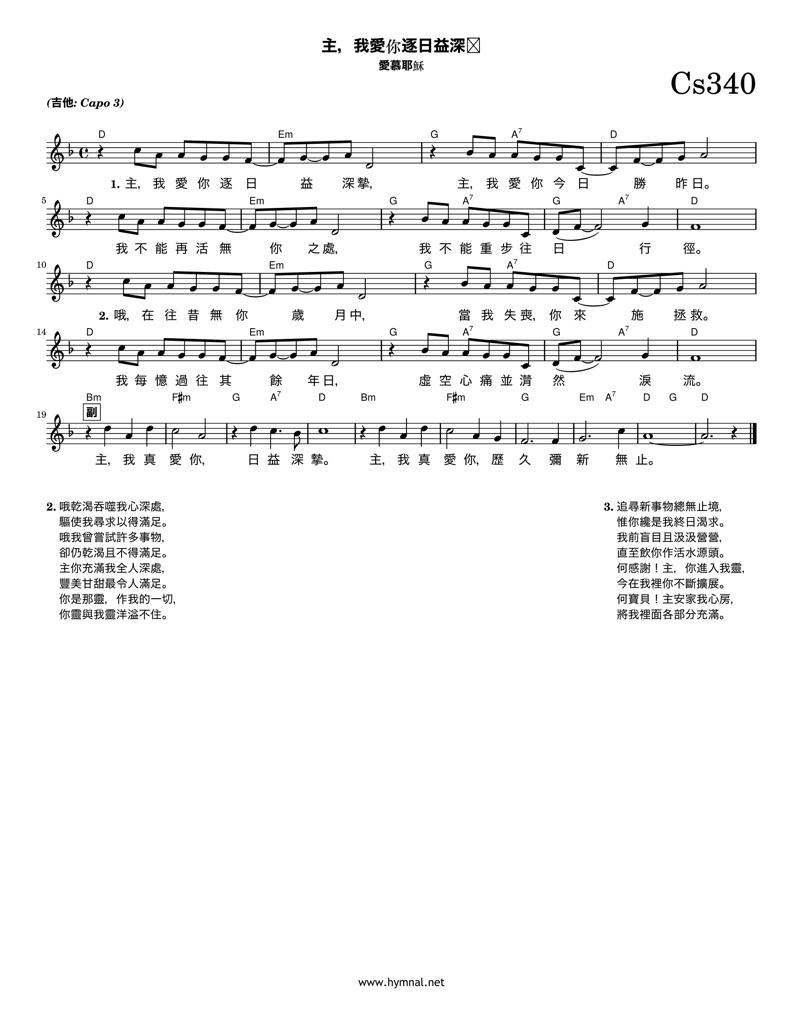 主，我愛你逐日益深
愛慕耶穌
Cs340
(吉他: Capo 3)
D Em G A7 D
1. 主，我愛你逐日益深摯， 主，我愛你今日勝昨日。
5
D Em G A7 G A7 D
我不能再活無你之處， 我不能重步往日行徑。
10
D Em G A7 D
2. 哦，在往昔無你歲月中， 當我失喪，你來施拯救。
14
D Em G A7 G A7 D
我每憶過往其餘年日， 虛空心痛並潸然淚流。
Bm F#m G A7 D Bm F#m G Em A7 D G D
19 副
主，我真愛你， 日益深摯。 主，我真愛你，歷久彌新無止。
2. 哦乾渴吞噬我心深處，
驅使我尋求以得滿足。
哦我曾嘗試許多事物，
卻仍乾渴且不得滿足。
主你充滿我全人深處，
豐美甘甜最令人滿足。
你是那靈，作我的一切，
你靈與我靈洋溢不住。
3. 追尋新事物總無止境，
惟你纔是我終日渴求。
我前盲目且汲汲營營，
直至飲你作活水源頭。
何感謝！主，你進入我靈，
今在我裡你不斷擴展。
何寶貝！主安家我心房，
將我裡面各部分充滿。
www.hymnal.net